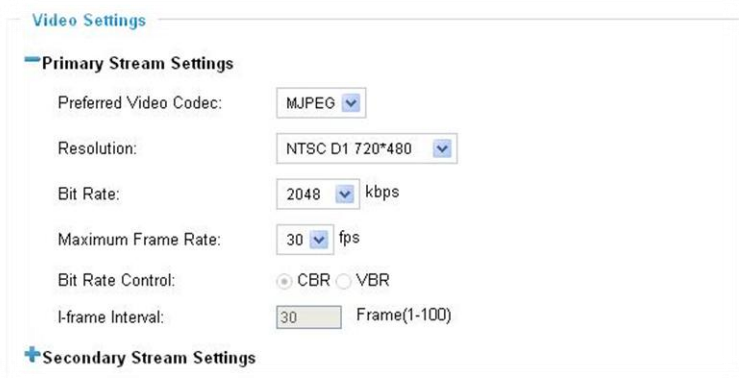 Video Settings
Primary Stream Settings
Preferred Video Codec: MJPEG
Resolution: NTSC D1 720*480
Bit Rate: 2048 kbps
Maximum Frame Rate: 30 fps
Bit Rate Control: CBR VBR
I-frame Interval: 30 Frame(1-100)
Secondary Stream Settings